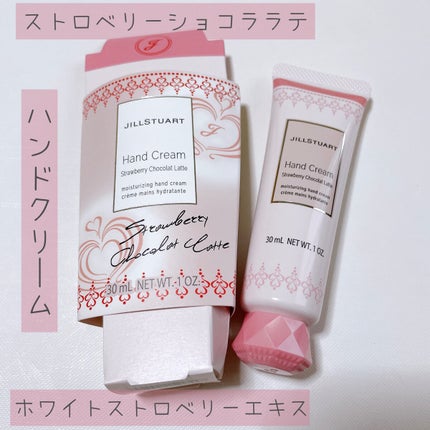 ストロベリーショコララテ
ハンドクリーム
J
JILLSTUART
Hand Cream
Strawberry Chocolat Latte
moisturizing hand cream
crème mains hydratante
Strawberry
Chocolat Latte
30 mL NET WT. 1 OZ.
JILLSTUART
Hand Cream
Strawberry Chocolat Latte
moisturizing hand cream
crème mains hydratante
30 mL NET WT. 1 OZ.
ホワイトストロベリーエキス